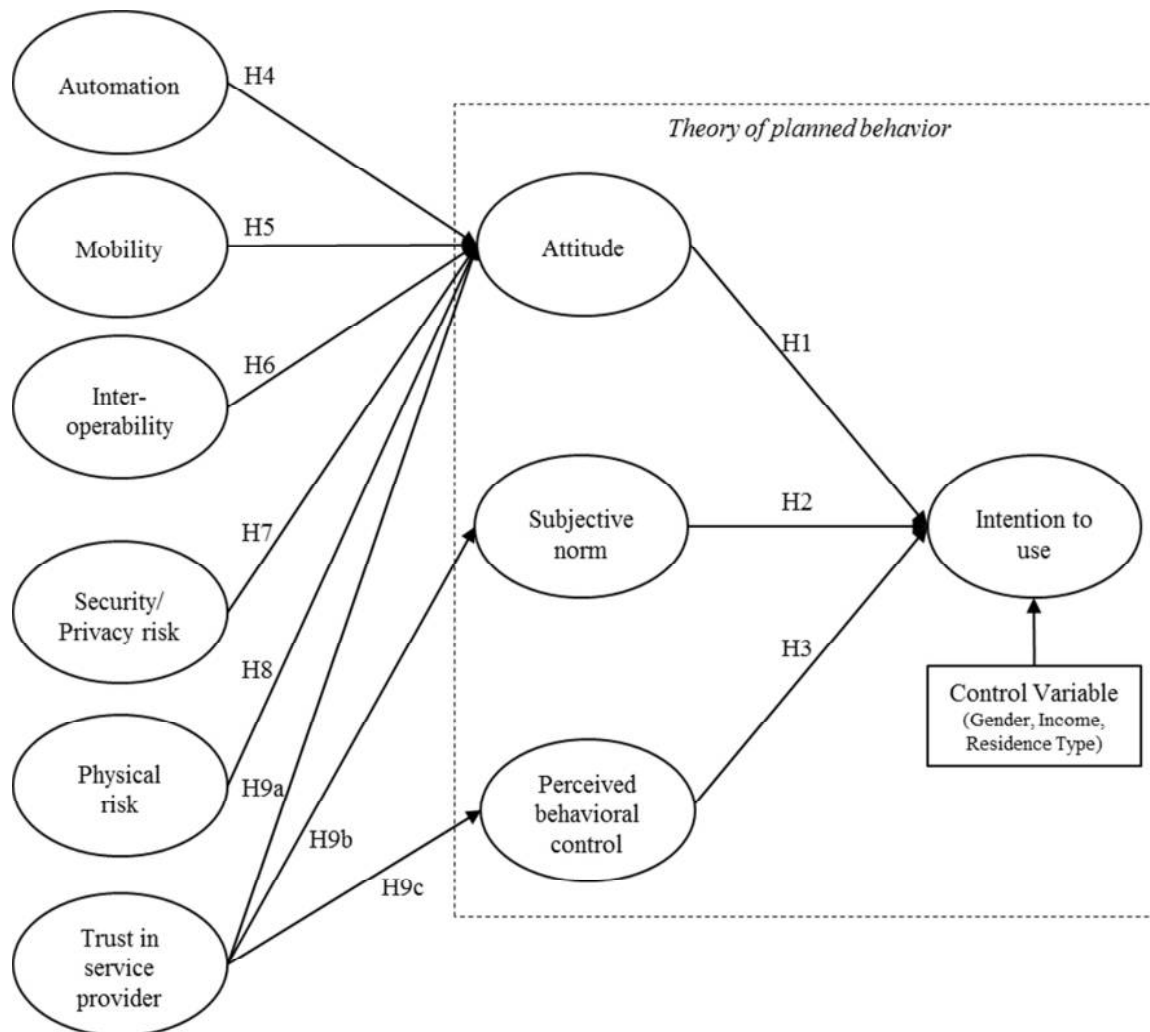 Automation
H4
Theory of planned behavior
Mobility
H5
Attitude
H1
Inter-
operability
H6
Security/
Privacy risk
H7
Subjective
norm
H2
Intention to
use
Physical
risk
H8
H9a
H9b
H9c
Perceived
behavioral
control
H3
Control Variable
(Gender, Income,
Residence Type)
Trust in
service
provider